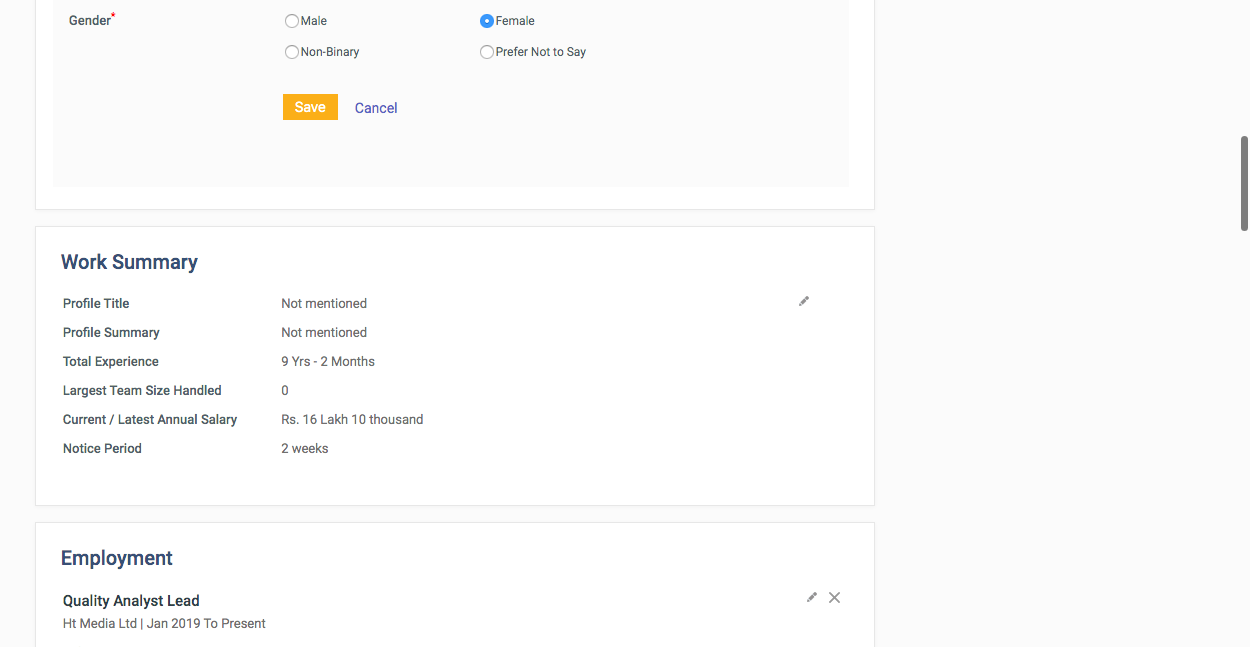 Gender* Male Female
Non-Binary Prefer Not to Say
Save Cancel
Work Summary
Profile Title Not mentioned
Profile Summary Not mentioned
Total Experience 9 Yrs - 2 Months
Largest Team Size Handled 0
Current / Latest Annual Salary Rs. 16 Lakh 10 thousand
Notice Period 2 weeks
Employment
Quality Analyst Lead
Ht Media Ltd | Jan 2019 To Present